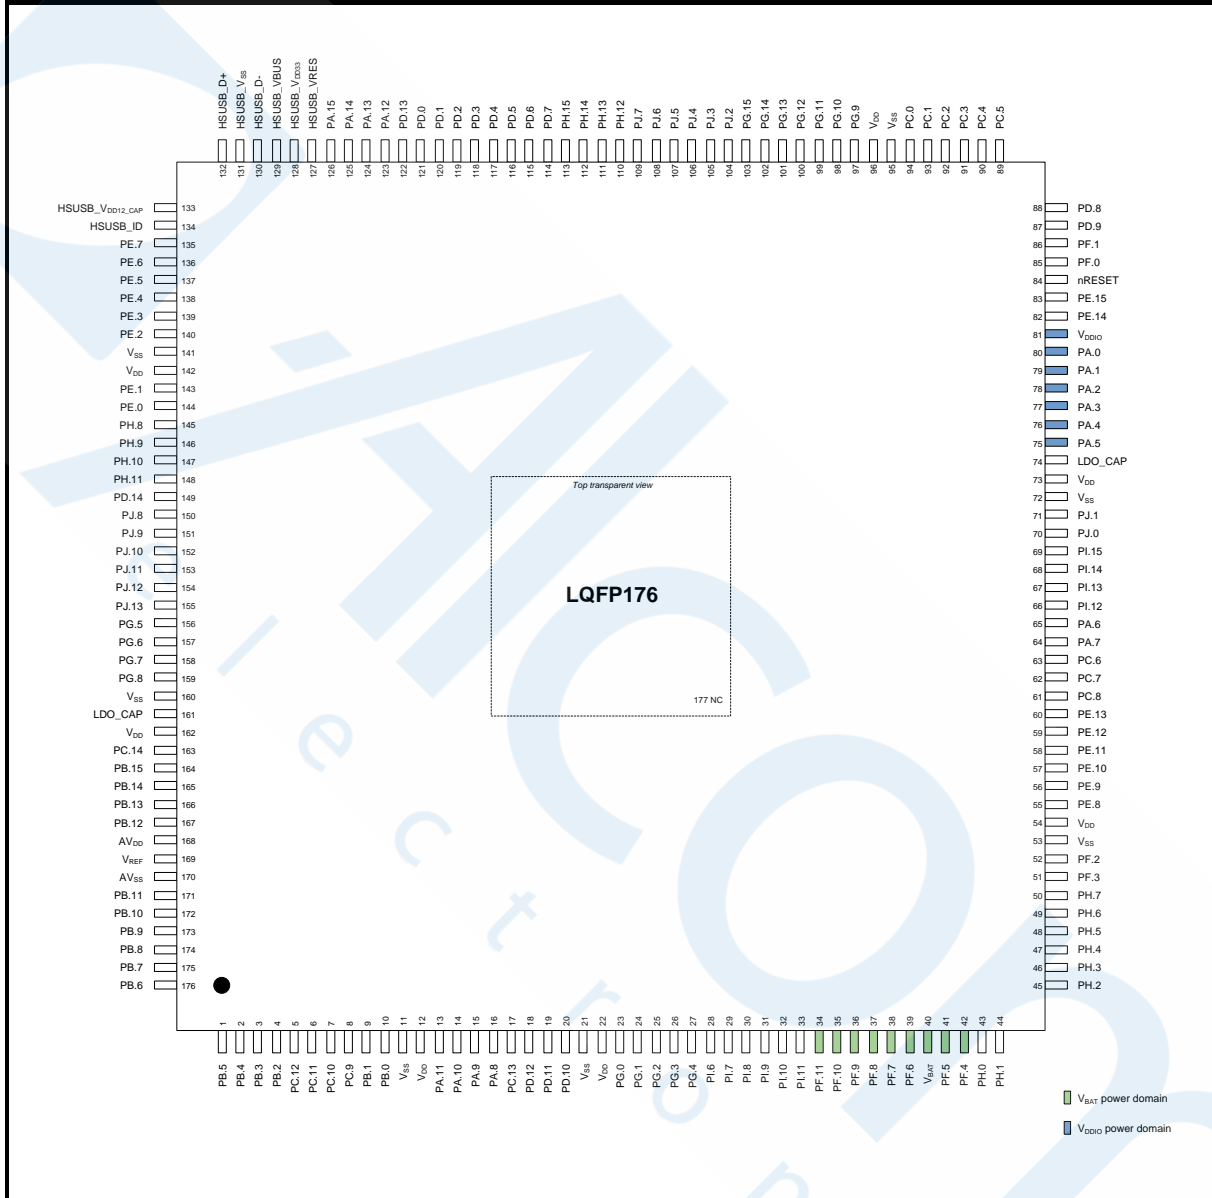 HSUSB_D+ HSUSB_VSS HSUSB_D- HSUSB_VBUS HSUSB_VDD33 HSUSB_VRES PA.15 PA.14 PA.13 PA.12 PD.13 PD.0 PD.1 PD.2 PD.3 PD.4 PD.5 PD.6 PD.7 PH.15 PH.14 PH.13 PH.12 PJ.7 PJ.6 PJ.5 PJ.4 PJ.3 PJ.2 PG.15 PG.14 PG.13 PG.12 PG.11 PG.10 PG.9 VDD VSS PC.0 PC.1 PC.2 PC.3 PC.4 PC.5
132 131 130 129 128 127 126 125 124 123 122 121 120 119 118 117 116 115 114 113 112 111 110 109 108 107 106 105 104 103 102 101 100 99 98 97 96 95 94 93 92 91 90 89
HSUSB_VDD12_CAP 133
HSUSB_ID 134
PE.7 135
PE.6 136
PE.5 137
PE.4 138
PE.3 139
PE.2 140
VSS 141
VDD 142
PE.1 143
PE.0 144
PH.8 145
PH.9 146
PH.10 147
PH.11 148
PD.14 149
PJ.8 150
PJ.9 151
PJ.10 152
PJ.11 153
PJ.12 154
PJ.13 155
PG.5 156
PG.6 157
PG.7 158
PG.8 159
VSS 160
LDO_CAP 161
VDD 162
PC.14 163
PB.15 164
PB.14 165
PB.13 166
PB.12 167
AVDD 168
VREF 169
AVSS 170
PB.11 171
PB.10 172
PB.9 173
PB.8 174
PB.7 175
PB.6 176
Top transparent view
LQFP176
177 NC
88 PD.8
87 PD.9
86 PF.1
85 PF.0
84 nRESET
83 PE.15
82 PE.14
81 VDDIO
80 PA.0
79 PA.1
78 PA.2
77 PA.3
76 PA.4
75 PA.5
74 LDO_CAP
73 VDD
72 VSS
71 PJ.1
70 PJ.0
69 PI.15
68 PI.14
67 PI.13
66 PI.12
65 PA.6
64 PA.7
63 PC.6
62 PC.7
61 PC.8
60 PE.13
59 PE.12
58 PE.11
57 PE.10
56 PE.9
55 PE.8
54 VDD
53 VSS
52 PF.2
51 PF.3
50 PH.7
49 PH.6
48 PH.5
47 PH.4
46 PH.3
45 PH.2
1 2 3 4 5 6 7 8 9 10 11 12 13 14 15 16 17 18 19 20 21 22 23 24 25 26 27 28 29 30 31 32 33 34 35 36 37 38 39 40 41 42 43 44
PB.5 PB.4 PB.3 PB.2 PC.12 PC.11 PC.10 PC.9 PB.1 PB.0 VSS VDD PA.11 PA.10 PA.9 PA.8 PC.13 PD.12 PD.11 PD.10 VSS VDD PG.0 PG.1 PG.2 PG.3 PG.4 PI.6 PI.7 PI.8 PI.9 PI.10 PI.11 PF.11 PF.10 PF.9 PF.8 PF.7 PF.6 VBAT PF.5 PF.4 PH.0 PH.1
VBAT power domain
VDDIO power domain